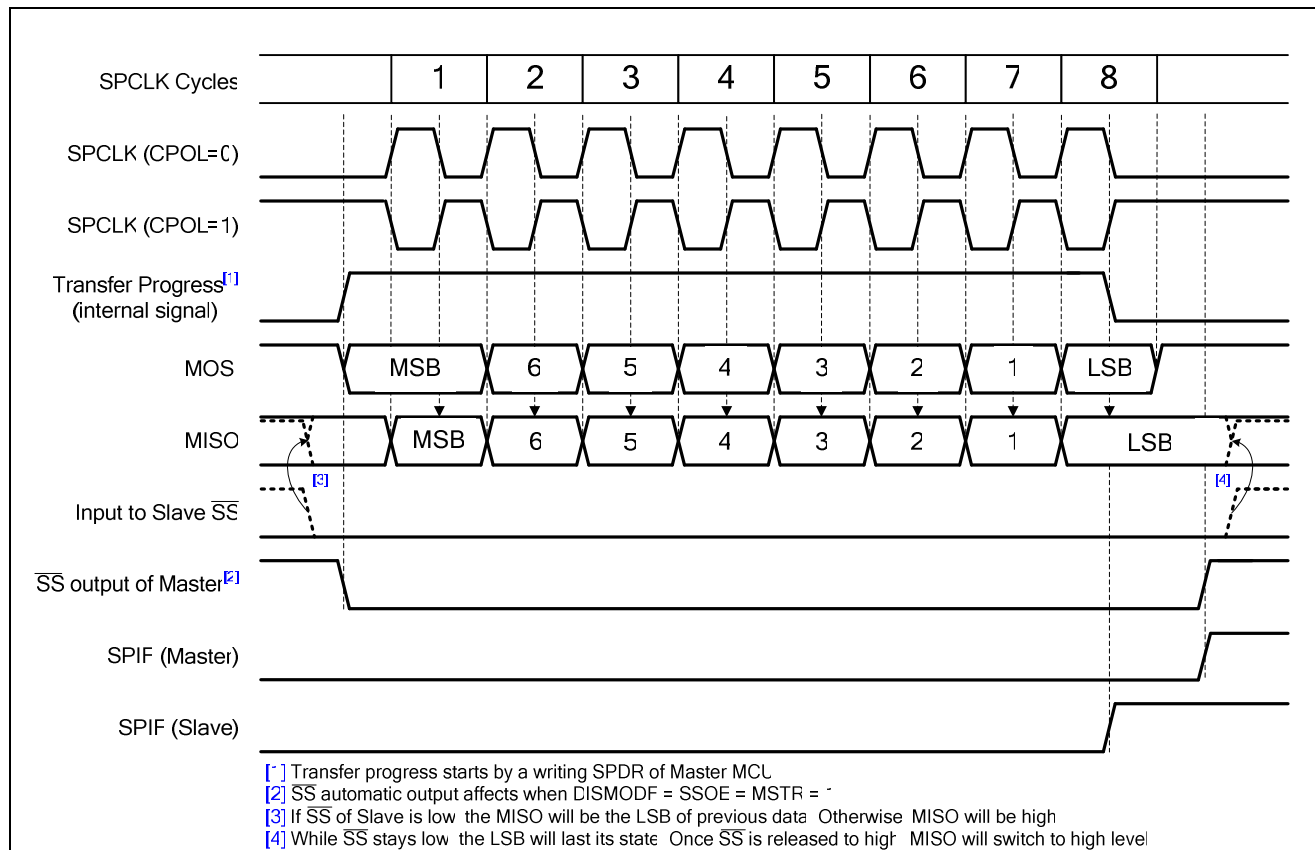 SPCLK Cycles 1 2 3 4 5 6 7 8
SPCLK (CPOL=0)
SPCLK (CPOL=1)
Transfer Progress[1]
(internal signal)
MOS MSB 6 5 4 3 2 1 LSB
MISO MSB 6 5 4 3 2 1 LSB
[3] [4]
Input to Slave SS
SS output of Master[2]
SPIF (Master)
SPIF (Slave)
[1] Transfer progress starts by a writing SPDR of Master MCU
[2] SS automatic output affects when DISMODF = SSOE = MSTR = 1
[3] If SS of Slave is low the MISO will be the LSB of previous data Otherwise MISO will be high
[4] While SS stays low the LSB will last its state Once SS is released to high MISO will switch to high level